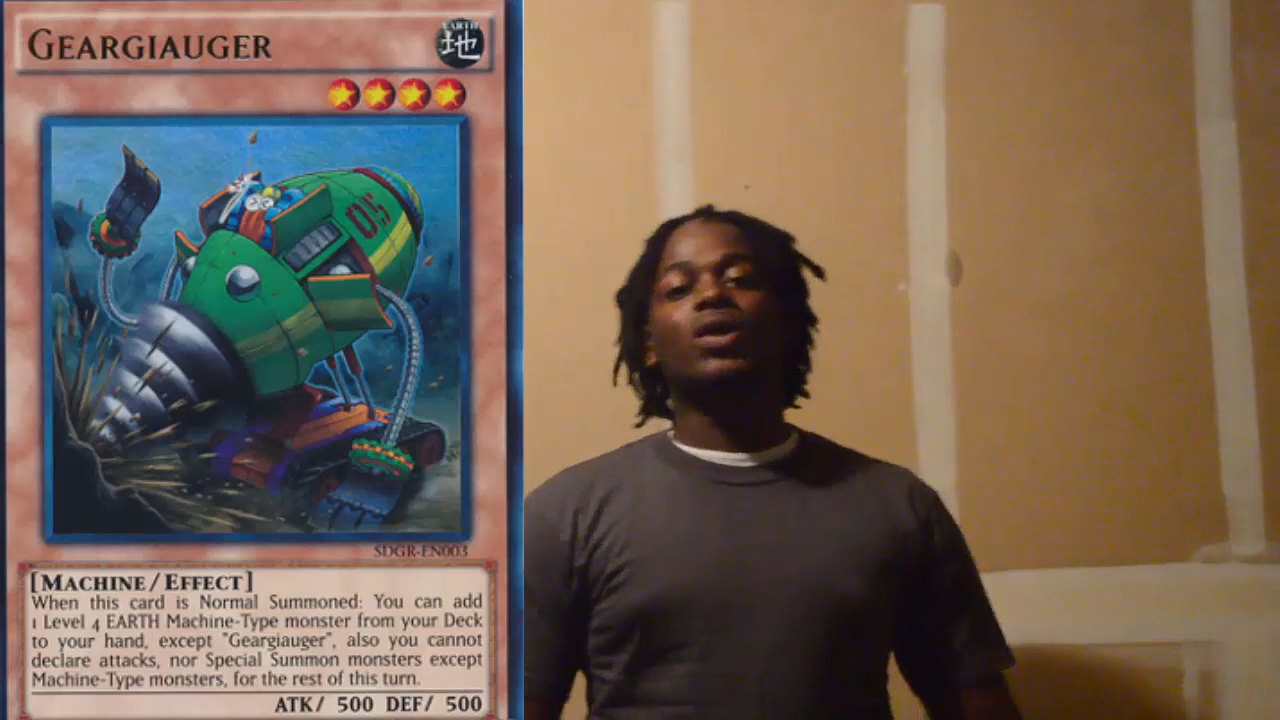 GEARGIAUGER
EARTH
地
05
SDGR-EN003
[MACHINE/EFFECT]
When this card is Normal Summoned: You can add
1 Level 4 EARTH Machine-Type monster from your Deck
to your hand, except "Geargiauger", also you cannot
declare attacks, nor Special Summon monsters except
Machine-Type monsters, for the rest of this turn.
ATK/ 500 DEF/ 500